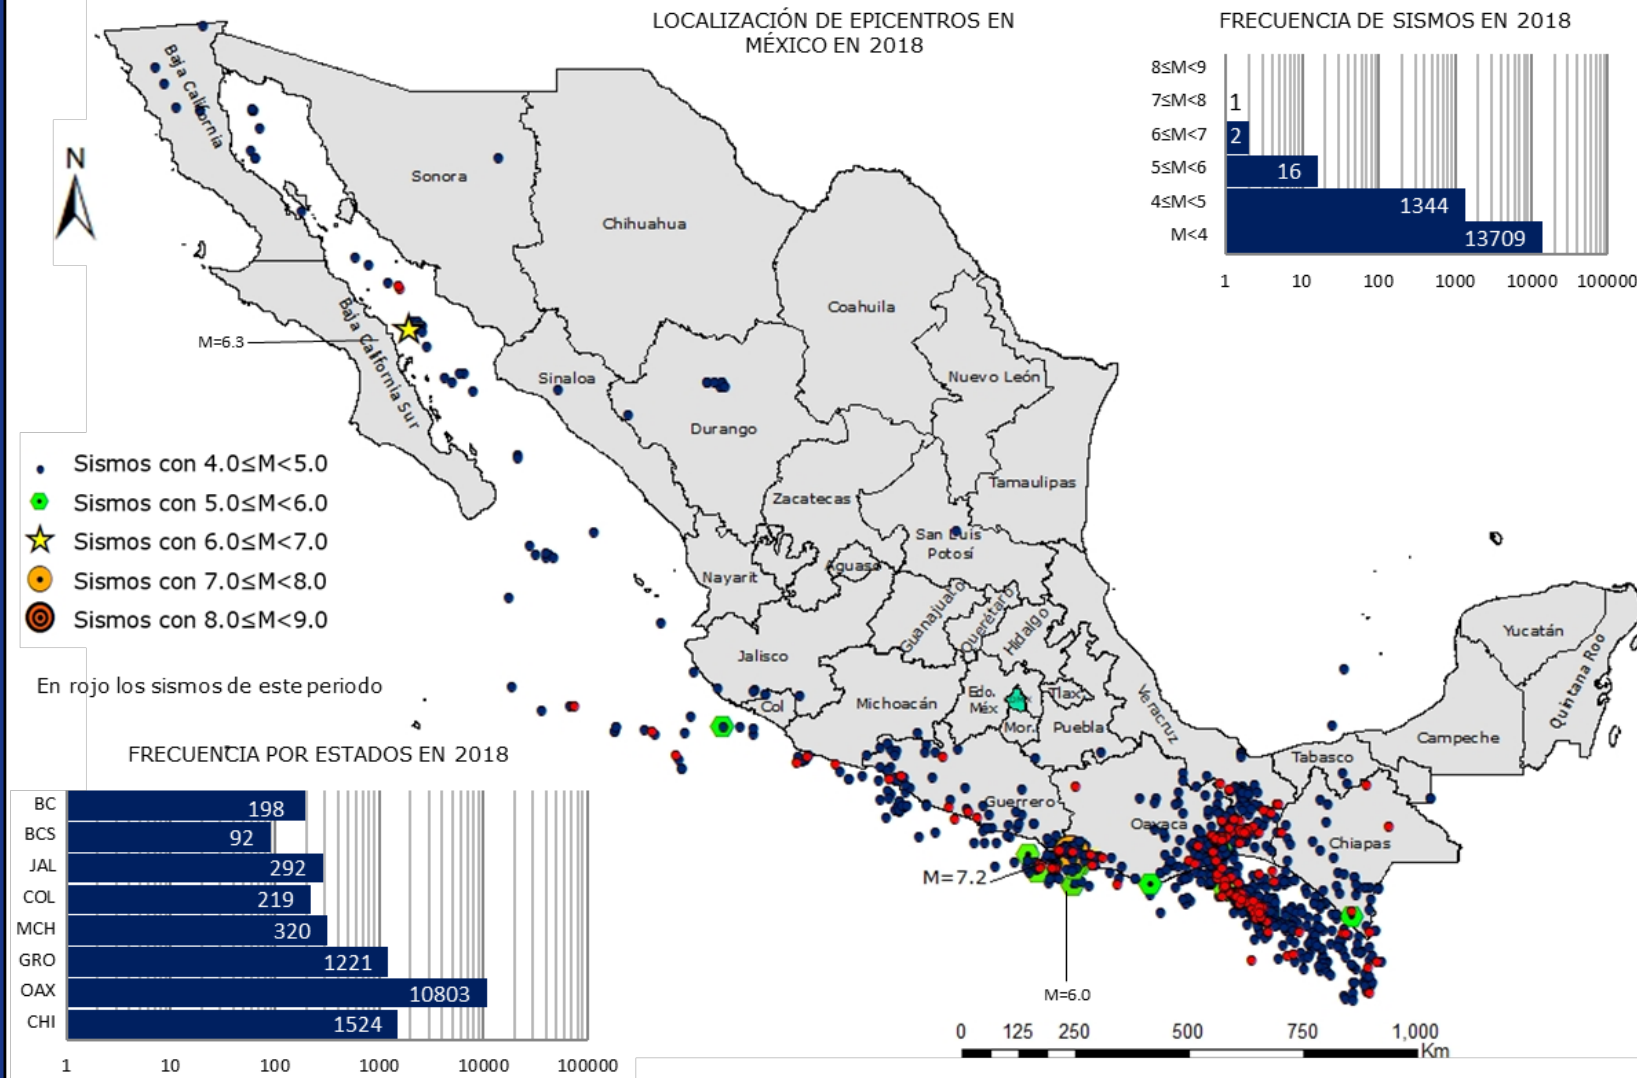 LOCALIZACIÓN DE EPICENTROS EN
MÉXICO EN 2018
FRECUENCIA DE SISMOS EN 2018
8≤M<9
7≤M<8
1
6≤M<7
2
5≤M<6
16
4≤M<5
1344
M<4
13709
1 10 100 1000 10000 100000
N
Baja California
Sonora
Chihuahua
Coahuila
Baja California Sur
M=6.3
Sinaloa
Nuevo León
Durango
Tamaulipas
Zacatecas
San Luis
Potosí
Aguasc
Nayarit
Guanajuato
Querétaro
Hidalgo
Jalisco
Yucatán
Quintana Roo
Campeche
Col
Michoacán
Edo.
Méx
Tlax.
Mor.
Puebla
Veracruz
Tabasco
Guerrero
Oaxaca
Chiapas
M=7.2
M=6.0
Sismos con 4.0≤M<5.0
Sismos con 5.0≤M<6.0
Sismos con 6.0≤M<7.0
Sismos con 7.0≤M<8.0
Sismos con 8.0≤M<9.0
En rojo los sismos de este periodo
FRECUENCIA POR ESTADOS EN 2018
BC 198
BCS 92
JAL 292
COL 219
MCH 320
GRO 1221
OAX 10803
CHI 1524
1 10 100 1000 10000 100000
0 125 250 500 750 1,000
Km